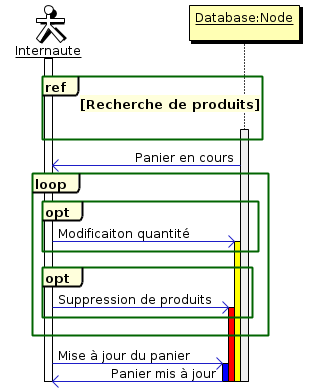 Database:Node
Internaute
ref
[Recherche de produits]
Panier en cours
loop
opt
Modificaiton quantité
opt
Suppression de produits
Mise à jour du panier
Panier mis à jour